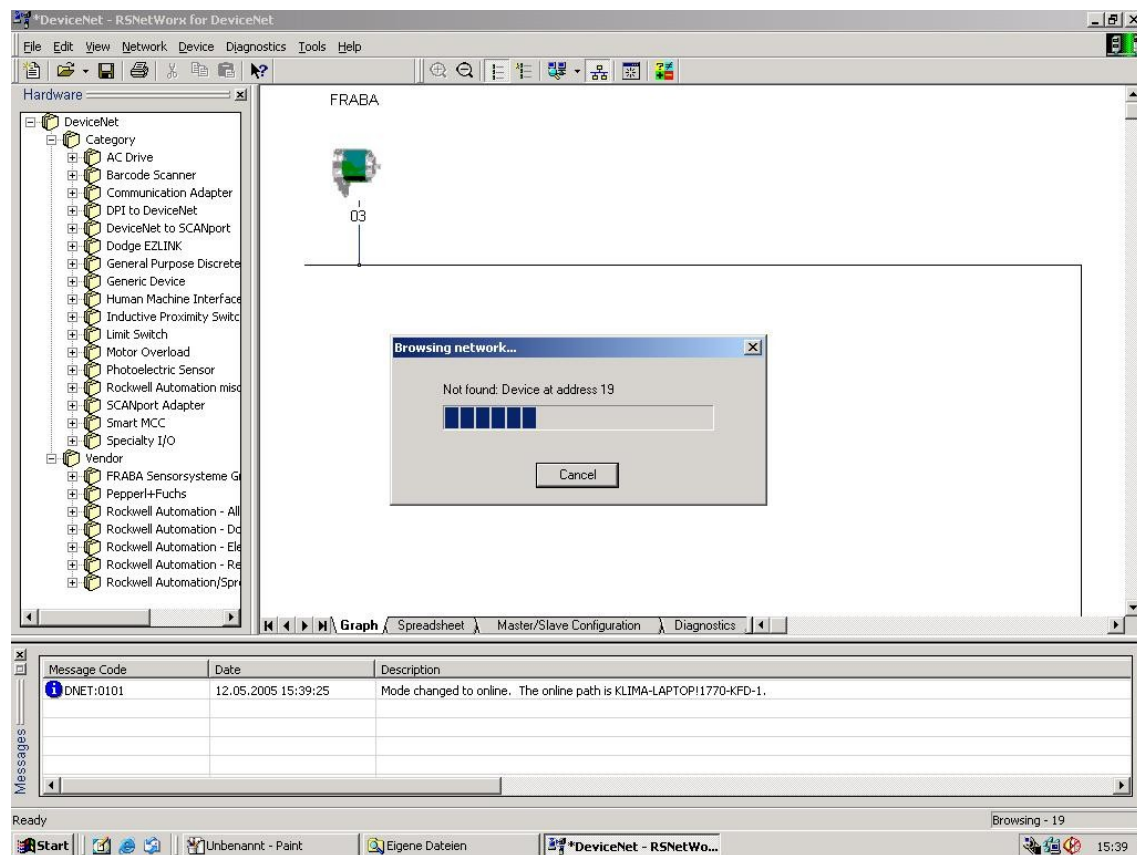 *DeviceNet - RSNetWorx for DeviceNet
File Edit View Network Device Diagnostics Tools Help
Hardware
DeviceNet
Category
AC Drive
Barcode Scanner
Communication Adapter
DPI to DeviceNet
DeviceNet to SCANport
Dodge EZLINK
General Purpose Discrete
Generic Device
Human Machine Interface
Inductive Proximity Switc
Limit Switch
Motor Overload
Photoelectric Sensor
Rockwell Automation misc
SCANport Adapter
Smart MCC
Specialty I/O
Vendor
FRABA Sensorsysteme G
Pepperl+Fuchs
Rockwell Automation - All
Rockwell Automation - Do
Rockwell Automation - Ele
Rockwell Automation - Re
Rockwell Automation/Spr
FRABA
03
Browsing network...
Not found: Device at address 19
Cancel
Graph Spreadsheet Master/Slave Configuration Diagnostics
Messages
Message Code Date Description
DNET:0101 12.05.2005 15:39:25 Mode changed to online. The online path is KLIMA-LAPTOP!1770-KFD-1.
Ready Browsing - 19
Start Unbenannt - Paint Eigene Dateien *DeviceNet - RSNetWo... 15:39